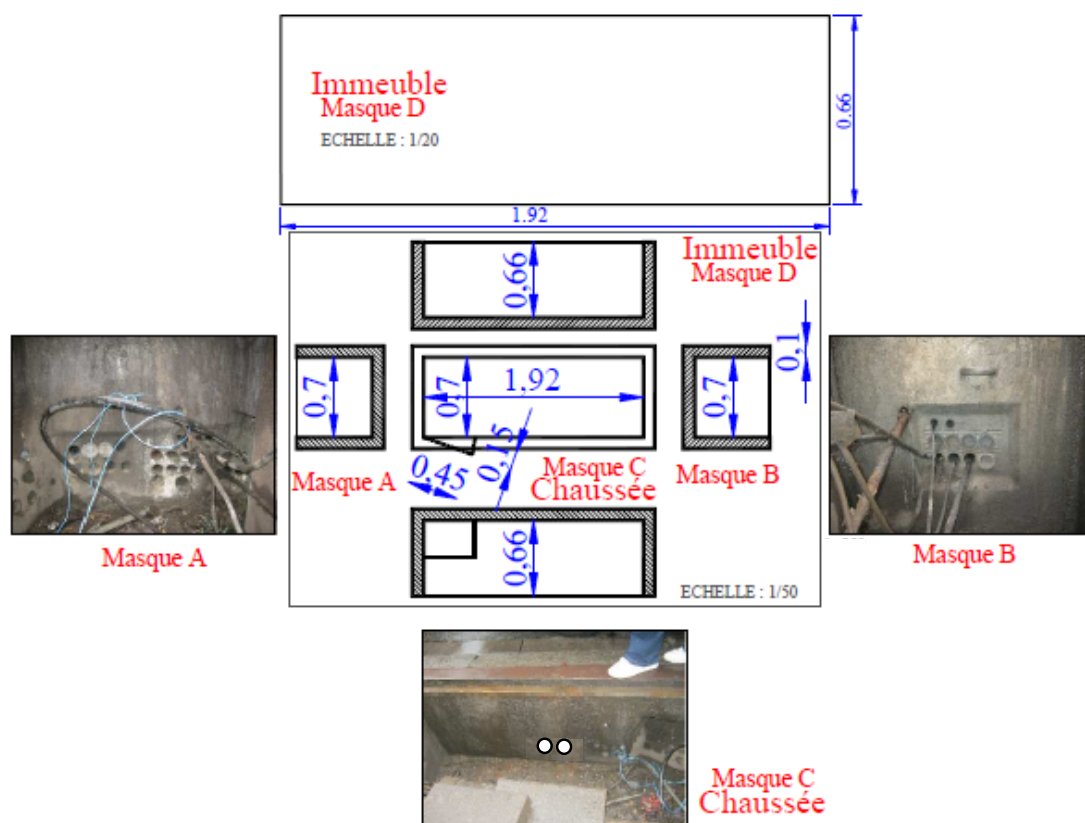 Immeuble
Masque D
ECHELLE : 1/20
0.66
1.92
Immeuble
Masque D
0,66
0,1
0,7
0,7
1,92
0,7
0,45
0,15
Masque A
Masque C
Chaussée
Masque B
0,66
ECHELLE : 1/50
Masque A
Masque B
Masque C
Chaussée